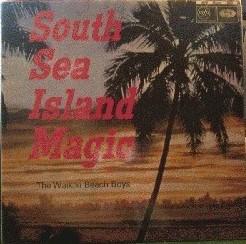 South
Sea
Island
Magic
The Waikiki Beach Boys